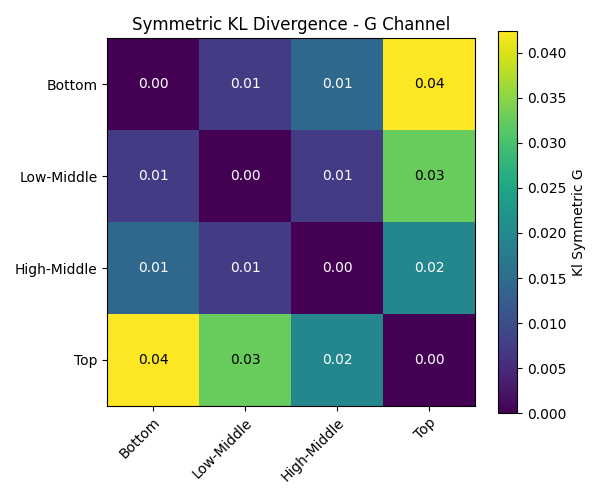 Symmetric KL Divergence - G Channel
Bottom 0.00 0.01 0.01 0.04
Low-Middle 0.01 0.00 0.01 0.03
High-Middle 0.01 0.01 0.00 0.02
Top 0.04 0.03 0.02 0.00
Bottom Low-Middle High-Middle Top
0.040
0.035
0.030
0.025
0.020
0.015
0.010
0.005
0.000
Kl Symmetric G